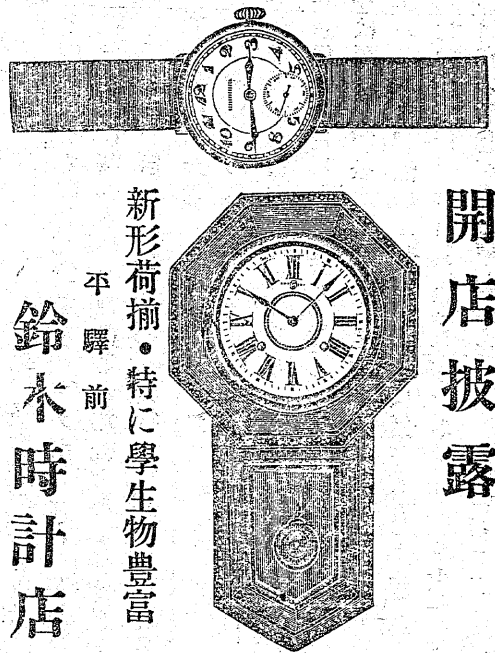 開店披露
新形荷揃・特に學生物豊富
平驛前
鈴木時計店